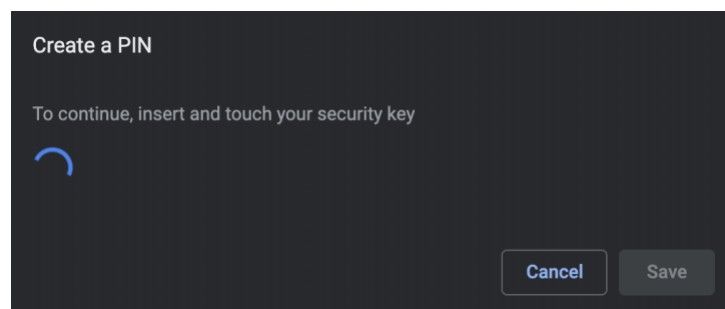 Create a PIN
To continue, insert and touch your security key
Cancel Save